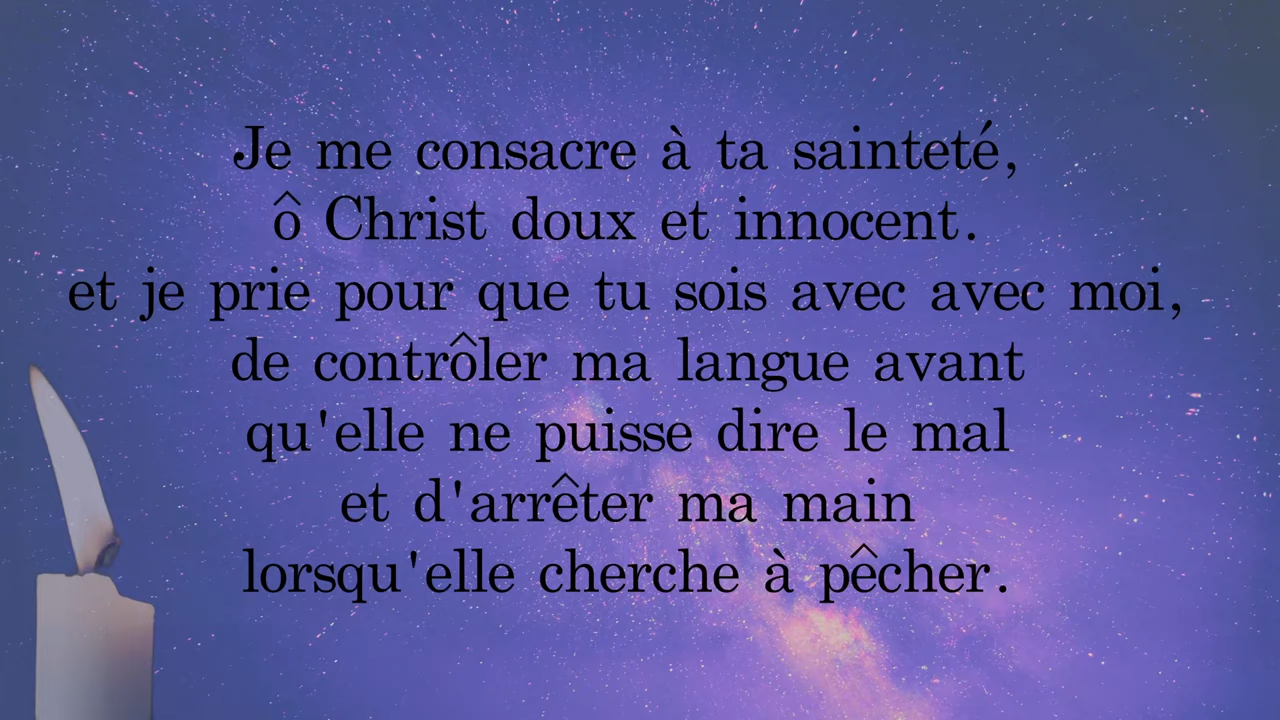 Je me consacre à ta sainteté,
ô Christ doux et innocent.
et je prie pour que tu sois avec avec moi,
de contrôler ma langue avant
qu'elle ne puisse dire le mal
et d'arrêter ma main
lorsqu'elle cherche à pêcher.